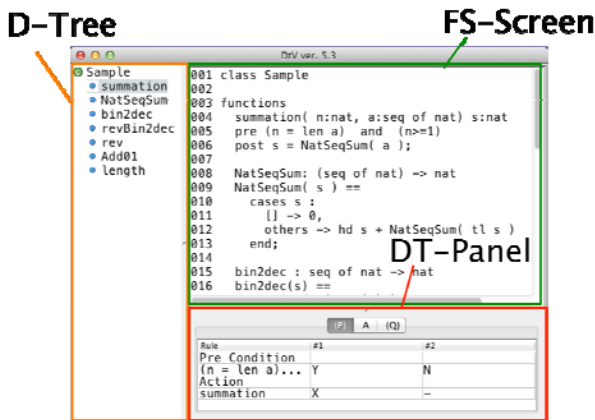 D-Tree
FS-Screen
DtV ver. 5.3
Sample
summation
NatSeqSum
bin2dec
revBin2dec
rev
Add01
length
001 class Sample
002
003 functions
004 summation( n:nat, a:seq of nat) s:nat
005 pre (n = len a) and (n>=1)
006 post s = NatSeqSum( a );
007
008 NatSeqSum: (seq of nat) -> nat
009 NatSeqSum( s ) ==
010 cases s :
011 [] -> 0,
012 others -> hd s + NatSeqSum( tl s )
013 end;
014
015 bin2dec : seq of nat -> nat
016 bin2dec(s) ==
DT-Panel
{P} A {Q}
Rule #1 #2
Pre Condition
(n = len a)... Y N
Action
summation X -